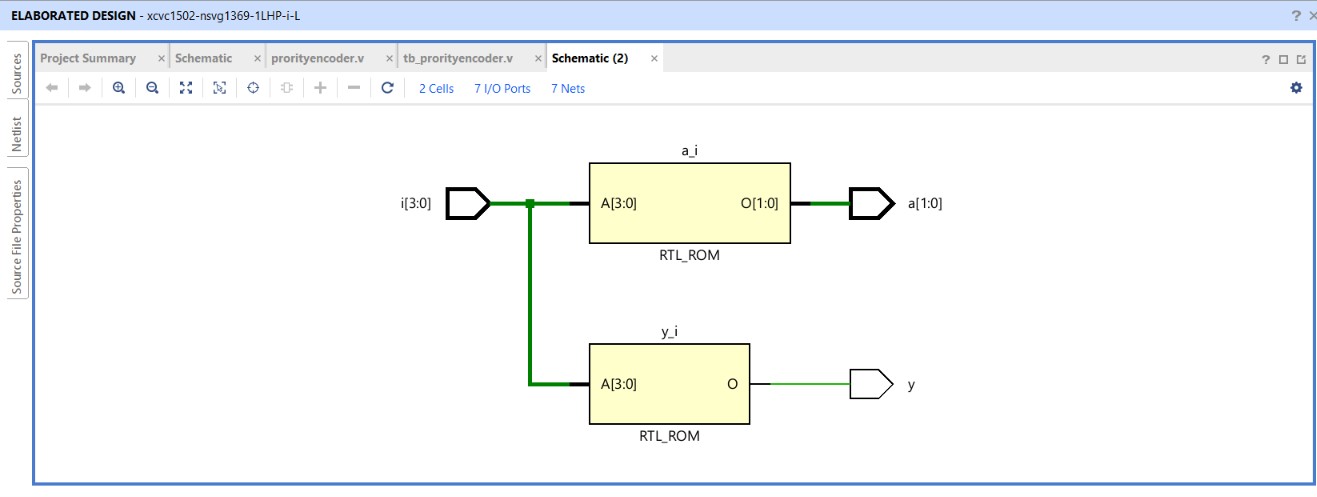 ELABORATED DESIGN - xcvc1502-nsvg1369-1LHP-i-L
Sources
Netlist
Source File Properties
Project Summary
Schematic
prorityencoder.v
tb_prorityencoder.v
Schematic (2)
2 Cells
7 I/O Ports
7 Nets
a_i
i[3:0]
A[3:0]
O[1:0]
a[1:0]
RTL_ROM
y_i
A[3:0]
O
y
RTL_ROM